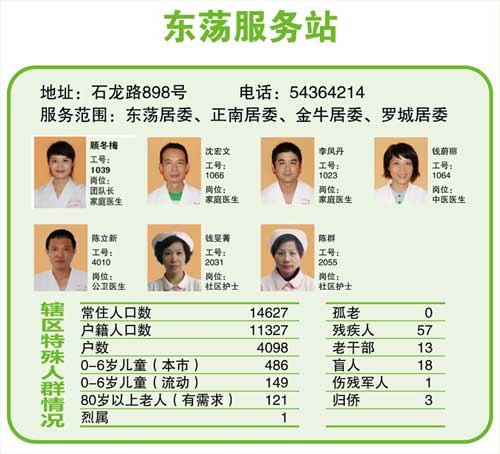 东荡服务站
地址：石龙路898号 电话：54364214
服务范围：东荡居委、正南居委、金牛居委、罗城居委
顾冬梅
工号：
1039
岗位：
团队长
家庭医生
沈宏文
工号：
1066
岗位：
家庭医生
李凤丹
工号：
1023
岗位：
家庭医生
钱蔚丽
工号：
1064
岗位：
中医医生
陈立新
工号：
4010
岗位：
公卫医生
钱旻菁
工号：
2031
岗位：
社区护士
陈群
工号：
2055
岗位：
社区护士
辖区特殊人群情况
常住人口数 14627
户籍人口数 11327
户数 4098
0-6岁儿童（本市） 486
0-6岁儿童（流动） 149
80岁以上老人（有需求） 121
烈属 1
孤老 0
残疾人 57
老干部 13
盲人 18
伤残军人 1
归侨 3